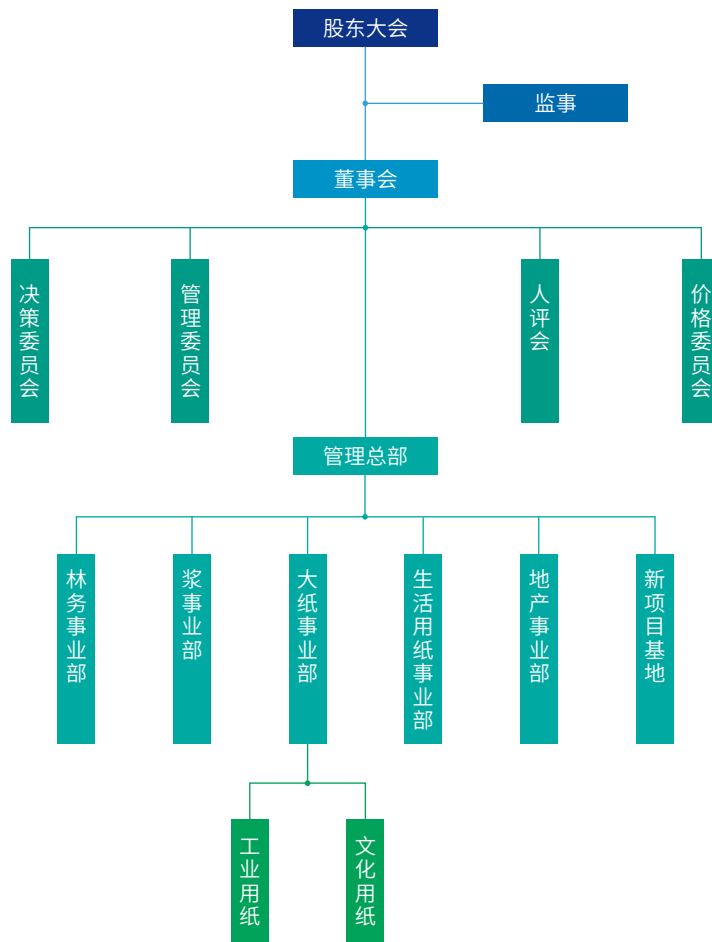 股东大会
监事
董事会
决策委员会
管理委员会
人评会
价格委员会
管理总部
林务事业部
浆事业部
大纸事业部
生活用纸事业部
地产事业部
新项目基地
工业用纸
文化用纸